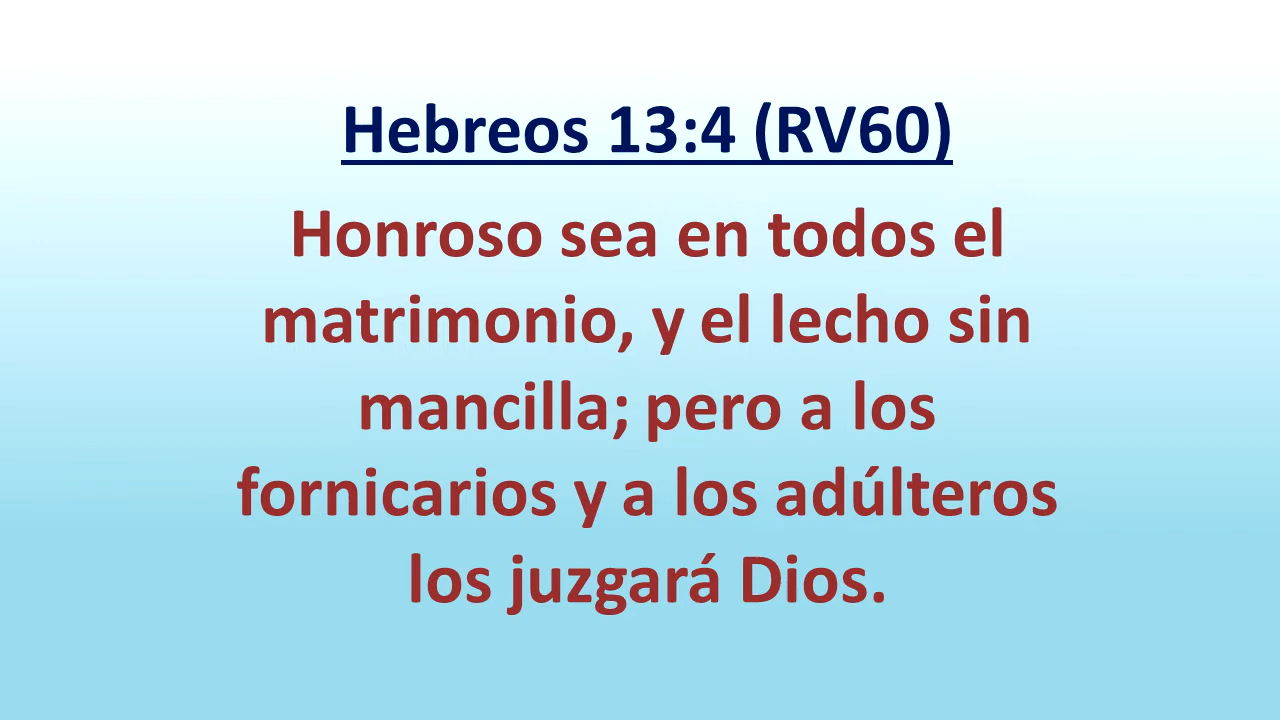 Hebreos 13:4 (RV60)
Honroso sea en todos el
matrimonio, y el lecho sin
mancilla; pero a los
fornicarios y a los adúlteros
los juzgará Dios.